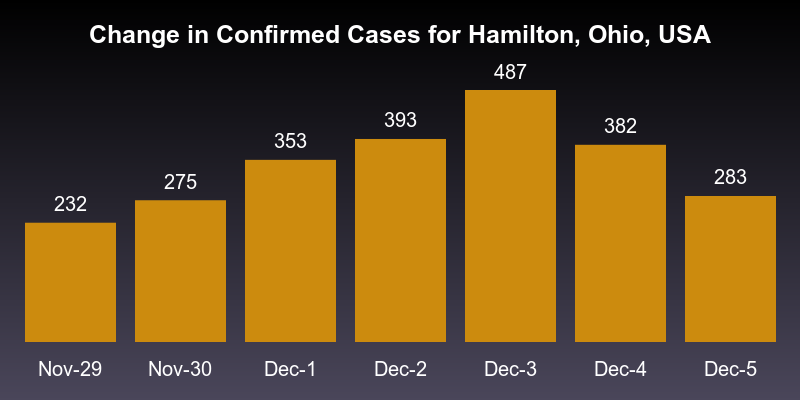 Change in Confirmed Cases for Hamilton, Ohio, USA
232
275
353
393
487
382
283
Nov-29
Nov-30
Dec-1
Dec-2
Dec-3
Dec-4
Dec-5